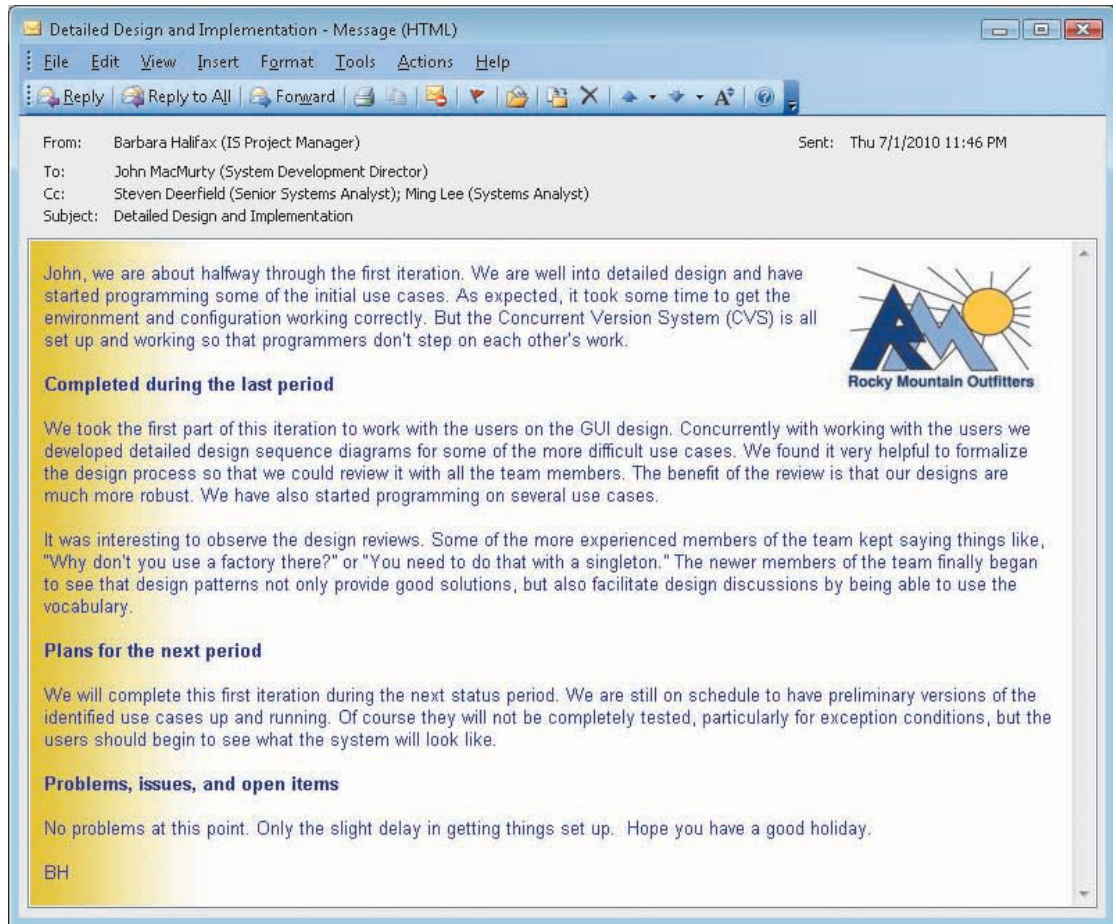 Detailed Design and Implementation - Message (HTML)
File Edit View Insert Format Tools Actions Help
Reply Reply to All Forward
From: Barbara Halifax (IS Project Manager) Sent: Thu 7/1/2010 11:46 PM
To: John MacMurty (System Development Director)
Cc: Steven Deerfield (Senior Systems Analyst); Ming Lee (Systems Analyst)
Subject: Detailed Design and Implementation
John, we are about halfway through the first iteration. We are well into detailed design and have
started programming some of the initial use cases. As expected, it took some time to get the
environment and configuration working correctly. But the Concurrent Version System (CVS) is all
set up and working so that programmers don't step on each other's work.
RM
Rocky Mountain Outfitters
Completed during the last period
We took the first part of this iteration to work with the users on the GUI design. Concurrently with working with the users we
developed detailed design sequence diagrams for some of the more difficult use cases. We found it very helpful to formalize
the design process so that we could review it with all the team members. The benefit of the review is that our designs are
much more robust. We have also started programming on several use cases.
It was interesting to observe the design reviews. Some of the more experienced members of the team kept saying things like,
"Why don't you use a factory there?" or "You need to do that with a singleton." The newer members of the team finally began
to see that design patterns not only provide good solutions, but also facilitate design discussions by being able to use the
vocabulary.
Plans for the next period
We will complete this first iteration during the next status period. We are still on schedule to have preliminary versions of the
identified use cases up and running. Of course they will not be completely tested, particularly for exception conditions, but the
users should begin to see what the system will look like.
Problems, issues, and open items
No problems at this point. Only the slight delay in getting things set up. Hope you have a good holiday.
BH